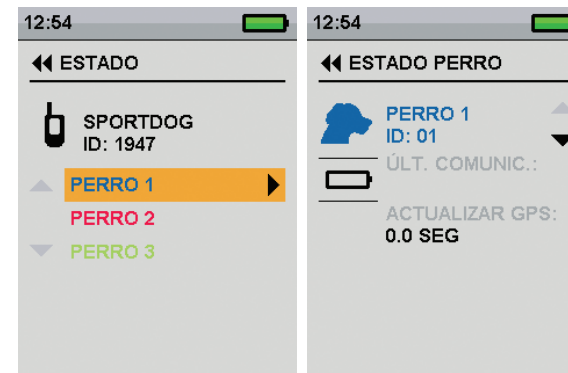 12:54
ESTADO
SPORTDOG
ID: 1947
PERRO 1
PERRO 2
PERRO 3
12:54
ESTADO PERRO
PERRO 1
ID: 01
ÚLT. COMUNIC.:
ACTUALIZAR GPS:
0.0 SEG